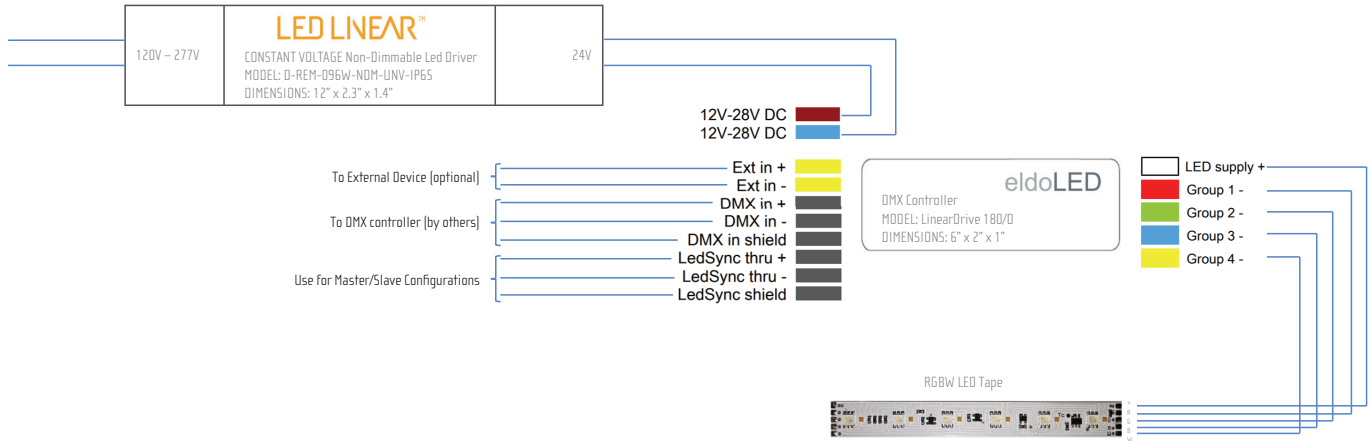 LED LINEAR™
120V – 277V
CONSTANT VOLTAGE Non-Dimmable Led Driver
MODEL: D-REM-096W-NDM-UNV-IP65
DIMENSIONS: 12" x 2.3" x 1.4"
24V
12V-28V DC
12V-28V DC
To External Device (optional)
Ext in +
Ext in -
To DMX controller (by others)
DMX in +
DMX in -
DMX in shield
Use for Master/Slave Configurations
LedSync thru +
LedSync thru -
LedSync shield
eldoLED
DMX Controller
MODEL: LinearDrive 180/D
DIMENSIONS: 6" x 2" x 1"
LED supply +
Group 1 -
Group 2 -
Group 3 -
Group 4 -
RGBW LED Tape
+
R
G
B
W